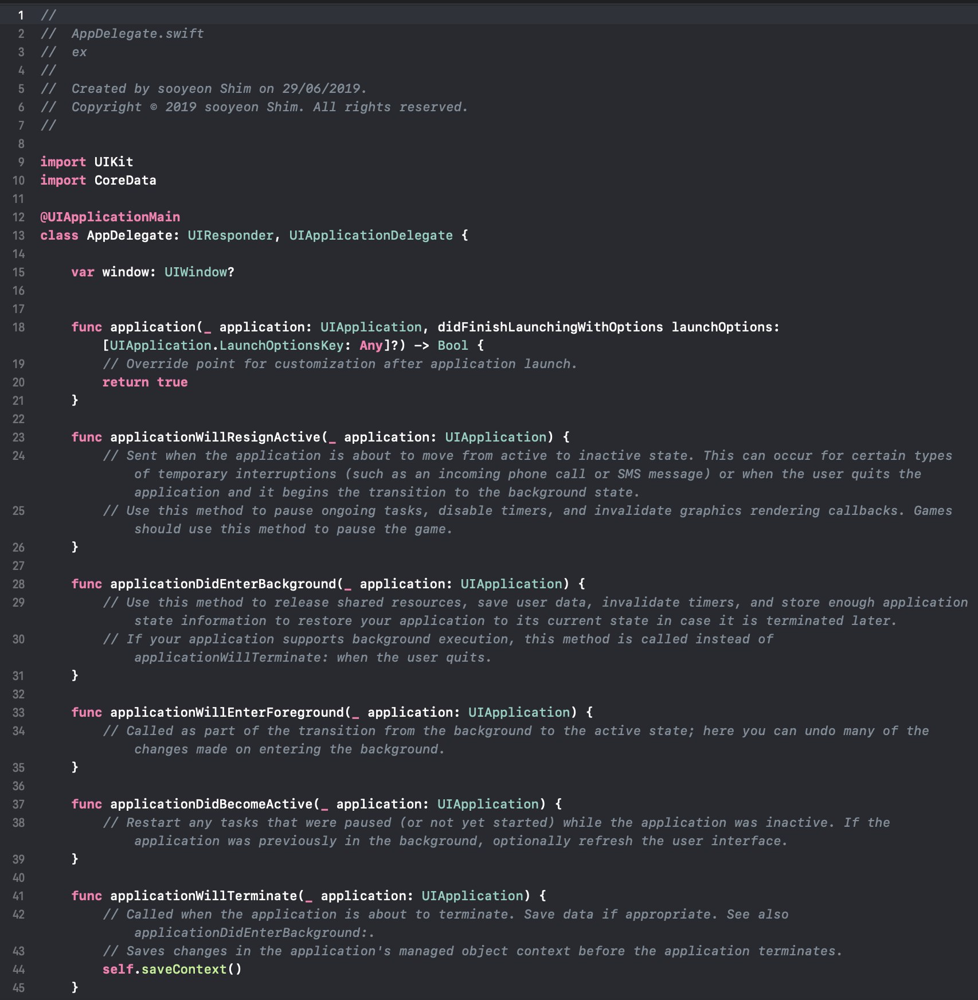 1 //
2 //  AppDelegate.swift
3 //  ex
4 //
5 //  Created by sooyeon Shim on 29/06/2019.
6 //  Copyright © 2019 sooyeon Shim. All rights reserved.
7 //
8
9 import UIKit
10 import CoreData
11
12 @UIApplicationMain
13 class AppDelegate: UIResponder, UIApplicationDelegate {
14
15     var window: UIWindow?
16
17
18     func application(_ application: UIApplication, didFinishLaunchingWithOptions launchOptions:
        [UIApplication.LaunchOptionsKey: Any]?) -> Bool {
19         // Override point for customization after application launch.
20         return true
21     }
22
23     func applicationWillResignActive(_ application: UIApplication) {
24         // Sent when the application is about to move from active to inactive state. This can occur for certain types
            of temporary interruptions (such as an incoming phone call or SMS message) or when the user quits the
            application and it begins the transition to the background state.
25         // Use this method to pause ongoing tasks, disable timers, and invalidate graphics rendering callbacks. Games
            should use this method to pause the game.
26     }
27
28     func applicationDidEnterBackground(_ application: UIApplication) {
29         // Use this method to release shared resources, save user data, invalidate timers, and store enough application
            state information to restore your application to its current state in case it is terminated later.
30         // If your application supports background execution, this method is called instead of
            applicationWillTerminate: when the user quits.
31     }
32
33     func applicationWillEnterForeground(_ application: UIApplication) {
34         // Called as part of the transition from the background to the active state; here you can undo many of the
            changes made on entering the background.
35     }
36
37     func applicationDidBecomeActive(_ application: UIApplication) {
38         // Restart any tasks that were paused (or not yet started) while the application was inactive. If the
            application was previously in the background, optionally refresh the user interface.
39     }
40
41     func applicationWillTerminate(_ application: UIApplication) {
42         // Called when the application is about to terminate. Save data if appropriate. See also
            applicationDidEnterBackground:.
43         // Saves changes in the application's managed object context before the application terminates.
44         self.saveContext()
45     }